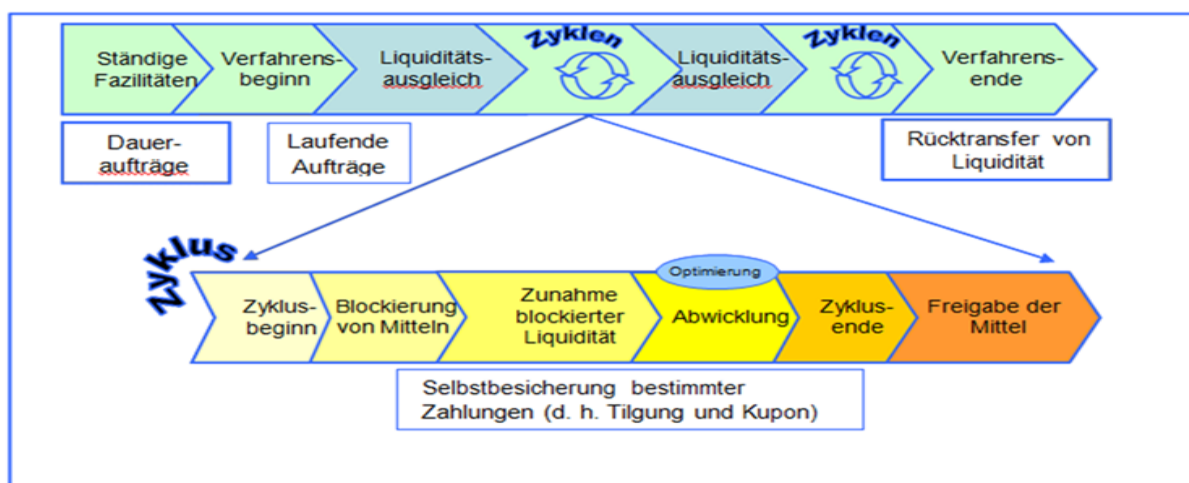 Ständige
Fazilitäten
Verfahrens-
beginn
Liquiditäts-
ausgleich
Zyklen
Liquiditäts-
ausgleich
Zyklen
Verfahrens-
ende
Dauer-
aufträge
Laufende
Aufträge
Rücktransfer von
Liquidität
Zyklus
Zyklus-
beginn
Blockierung
von Mitteln
Zunahme
blockierter
Liquidität
Optimierung
Abwicklung
Zyklus-
ende
Freigabe der
Mittel
Selbstbesicherung bestimmter
Zahlungen (d. h. Tilgung und Kupon)